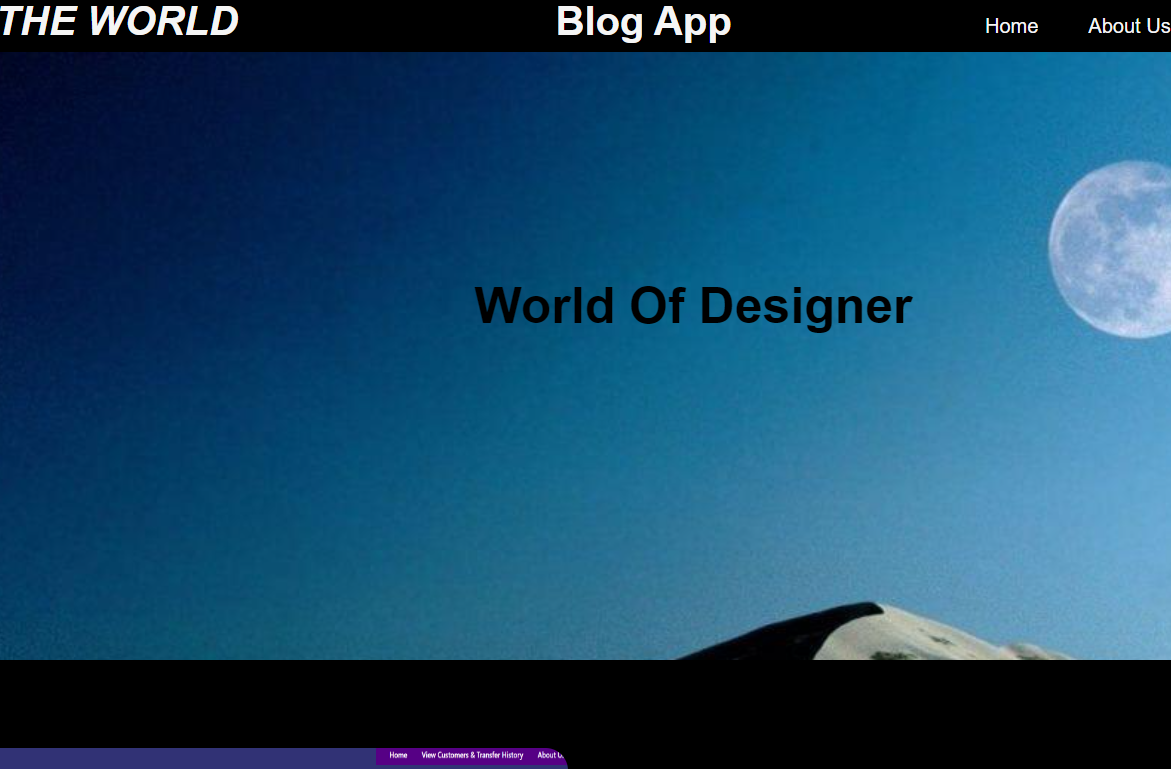 THE WORLD
Blog App
Home About Us
World Of Designer
Home View Customers & Transfer History About U